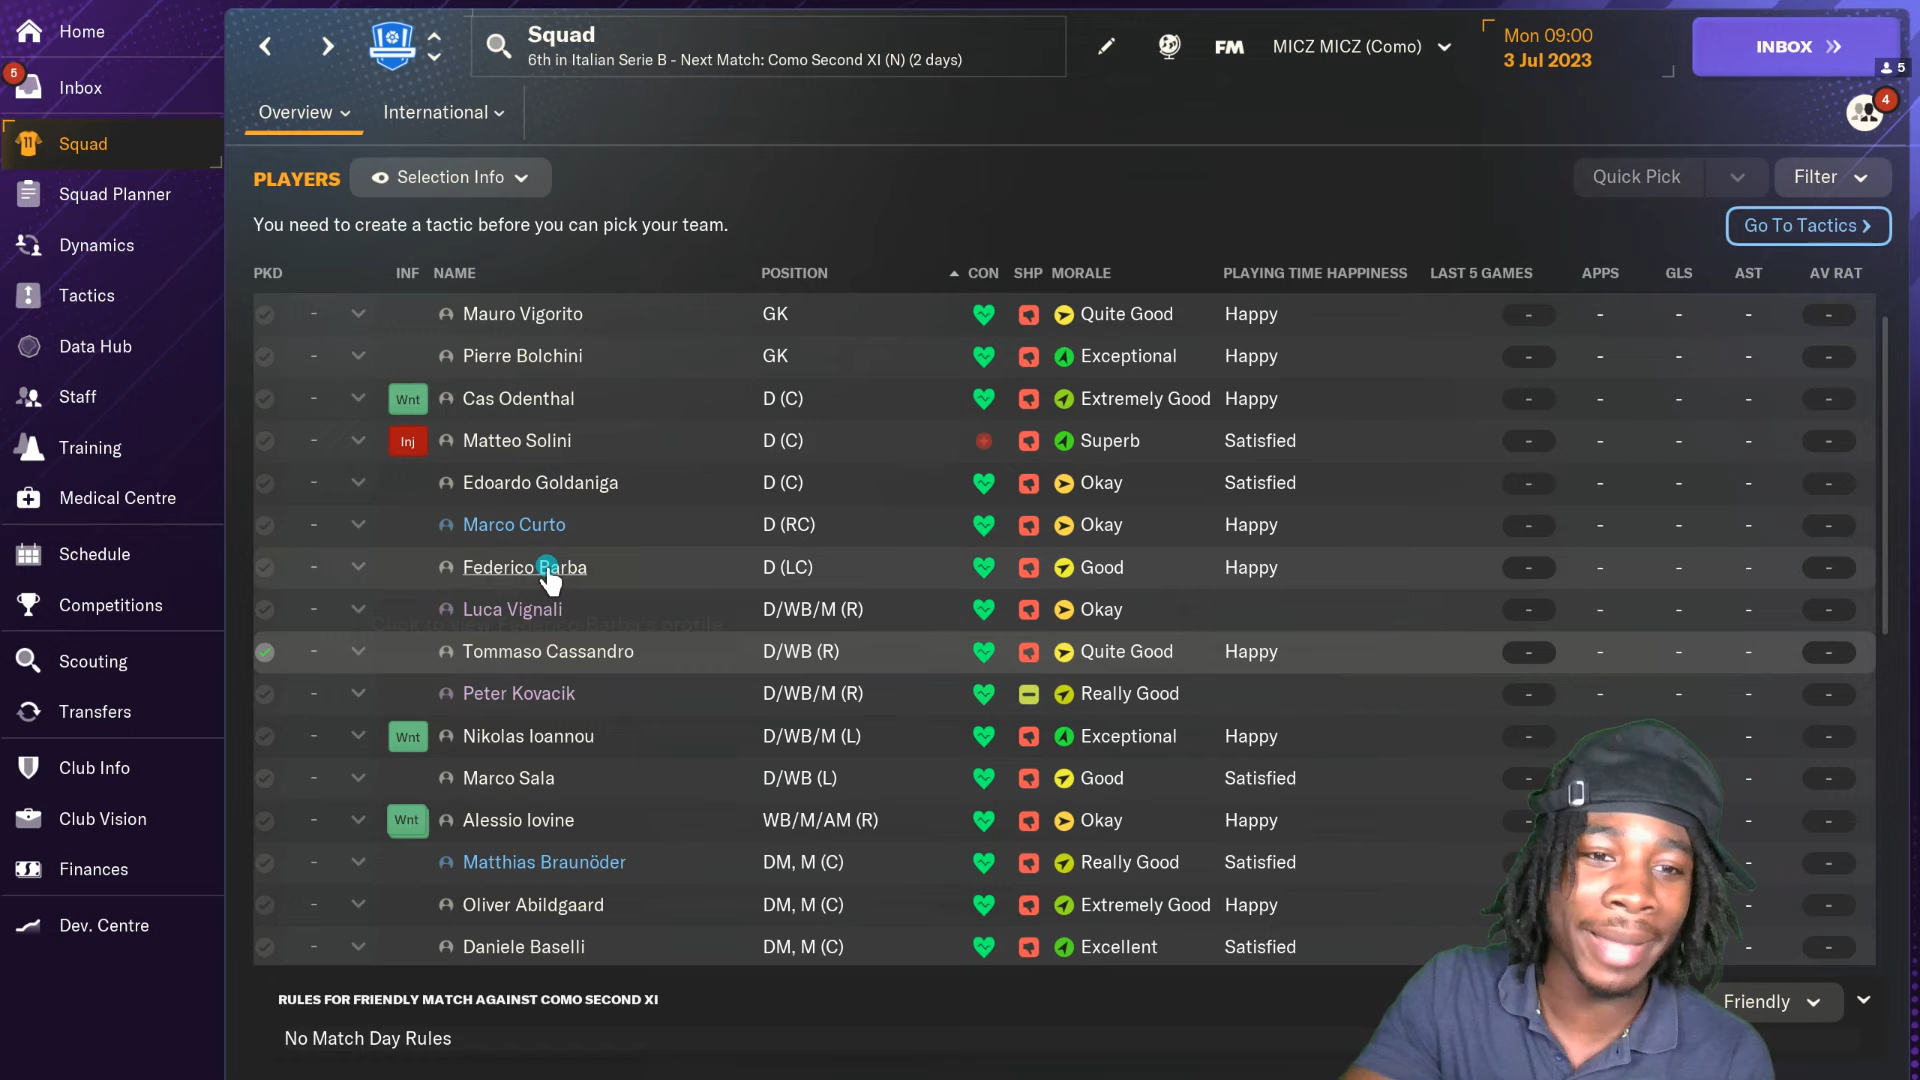 Home
5
Inbox
Squad
Squad Planner
Dynamics
Tactics
Data Hub
Staff
Training
Medical Centre
Schedule
Competitions
Scouting
Transfers
Club Info
Club Vision
Finances
Dev. Centre
Squad
6th in Italian Serie B - Next Match: Como Second XI (N) (2 days)
FM
MICZ MICZ (Como)
Mon 09:00
3 Jul 2023
INBOX
5
4
Overview
International
PLAYERS
Selection Info
Quick Pick
Filter
You need to create a tactic before you can pick your team.
Go To Tactics
PKD INF NAME POSITION CON SHP MORALE PLAYING TIME HAPPINESS LAST 5 GAMES APPS GLS AST AV RAT
- Mauro Vigorito GK Quite Good Happy - - - - -
- Pierre Bolchini GK Exceptional Happy - - - - -
- Wnt Cas Odenthal D (C) Extremely Good Happy - - - - -
- Inj Matteo Solini D (C) Superb Satisfied - - - - -
- Edoardo Goldaniga D (C) Okay Satisfied - - - - -
- Marco Curto D (RC) Okay Happy - - - - -
- Federico Barba D (LC) Good Happy - - - - -
- Luca Vignali D/WB/M (R) Okay - - - - -
Click to view Federico Barba's profile
- Tommaso Cassandro D/WB (R) Quite Good Happy - - - - -
- Peter Kovacik D/WB/M (R) Really Good - - - - -
- Wnt Nikolas Ioannou D/WB/M (L) Exceptional Happy - - - -
- Marco Sala D/WB (L) Good Satisfied - - -
- Wnt Alessio Iovine WB/M/AM (R) Okay Happy - - -
- Matthias Braunöder DM, M (C) Really Good Satisfied - -
- Oliver Abildgaard DM, M (C) Extremely Good Happy - -
- Daniele Baselli DM, M (C) Excellent Satisfied - -
RULES FOR FRIENDLY MATCH AGAINST COMO SECOND XI
Friendly
No Match Day Rules